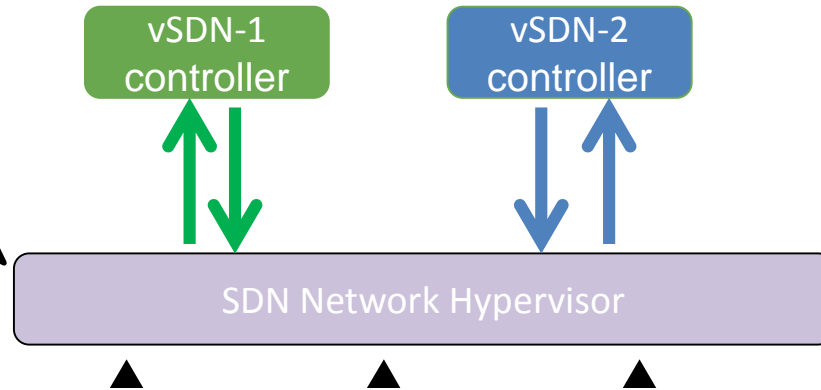 vSDN-1
controller
vSDN-2
controller
SDN Network Hypervisor